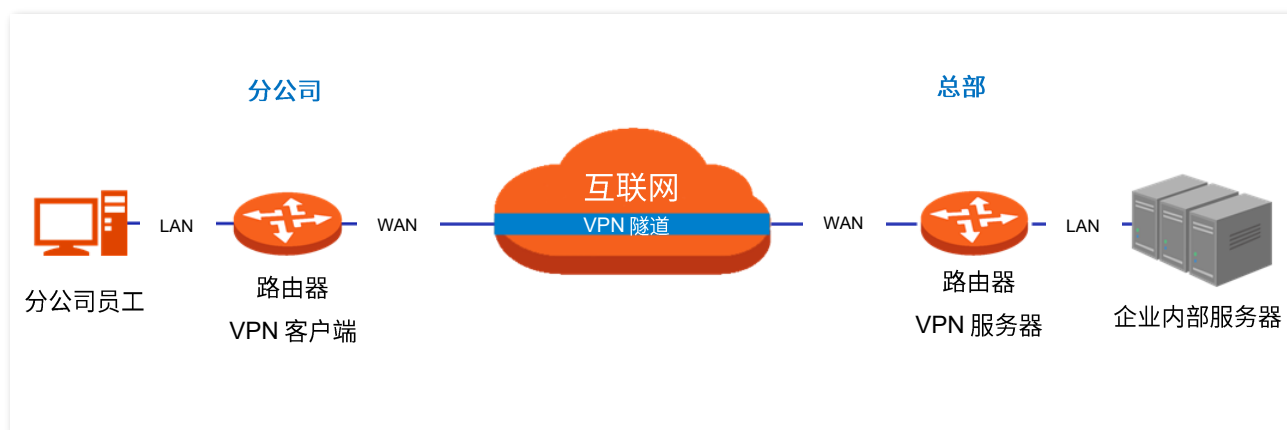 分公司
总部
互联网
VPN 隧道
LAN
WAN
WAN
LAN
分公司员工
路由器
VPN 客户端
路由器
VPN 服务器
企业内部服务器